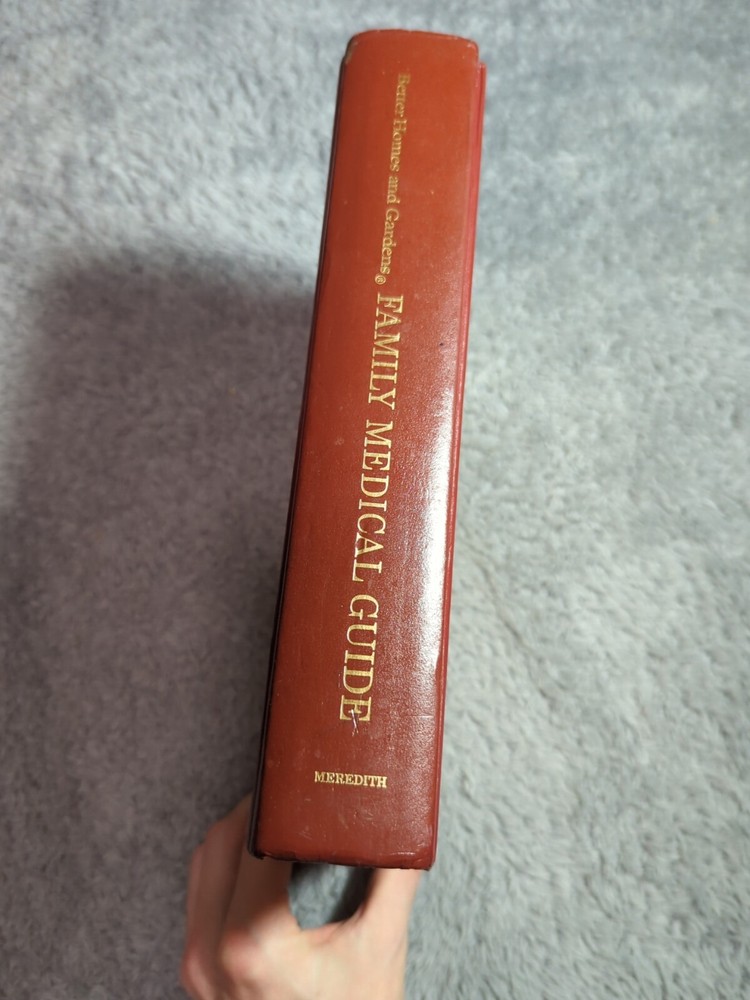 Better Homes and Gardens® FAMILY MEDICAL GUIDE
MEREDITH